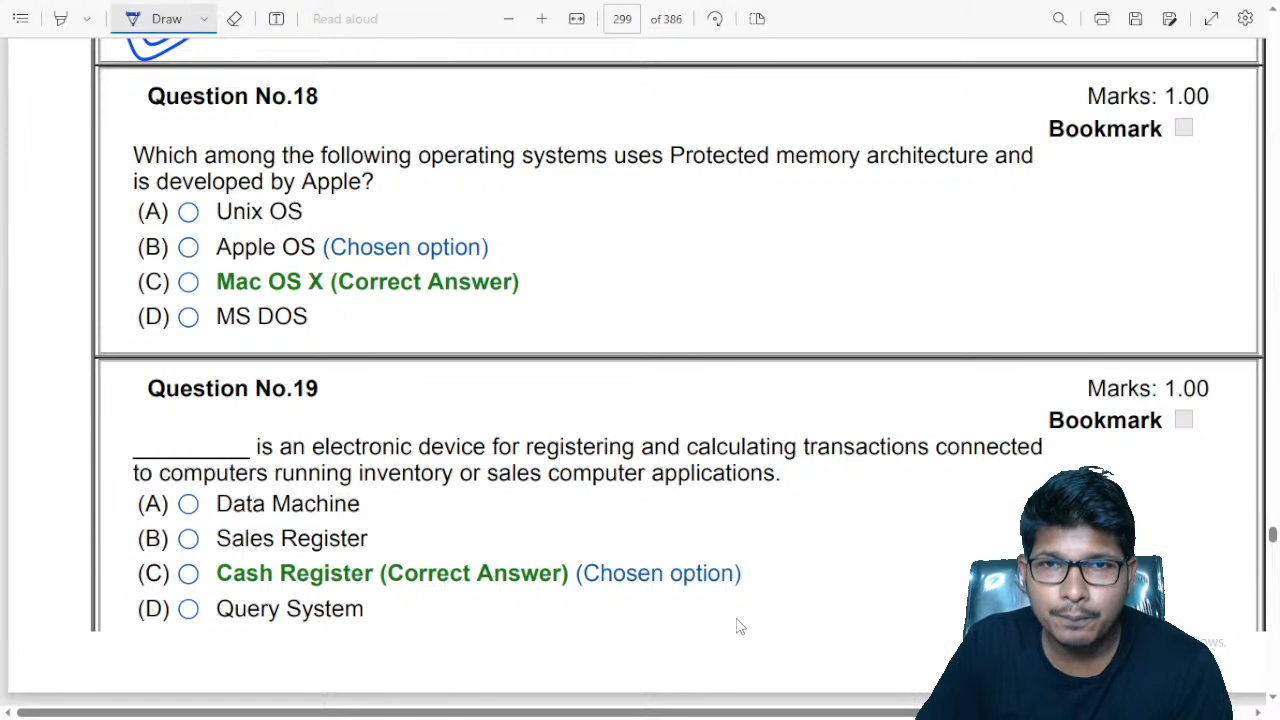 Draw
Read aloud
299 of 386
Question No.18
Marks: 1.00
Bookmark
Which among the following operating systems uses Protected memory architecture and
is developed by Apple?
(A) Unix OS
(B) Apple OS (Chosen option)
(C) Mac OS X (Correct Answer)
(D) MS DOS
Question No.19
Marks: 1.00
Bookmark
_________ is an electronic device for registering and calculating transactions connected
to computers running inventory or sales computer applications.
(A) Data Machine
(B) Sales Register
(C) Cash Register (Correct Answer) (Chosen option)
(D) Query System